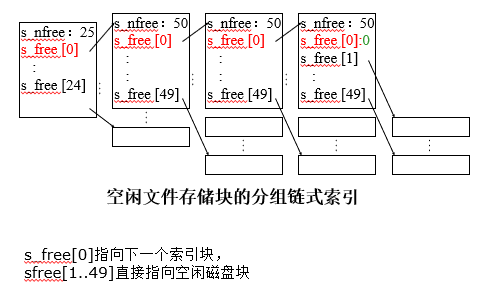 s_nfree：25
s_free [0]
:
s_free [24]
s_nfree：50
s_free [0]
:
:
s_free [49]
s_nfree：50
s_free [0]
:
:
s_free [49]
s_nfree：50
s_free [0]:0
s_free [1]
:
s_free [49]
空闲文件存储块的分组链式索引
s_free[0]指向下一个索引块，
sfree[1..49]直接指向空闲磁盘块